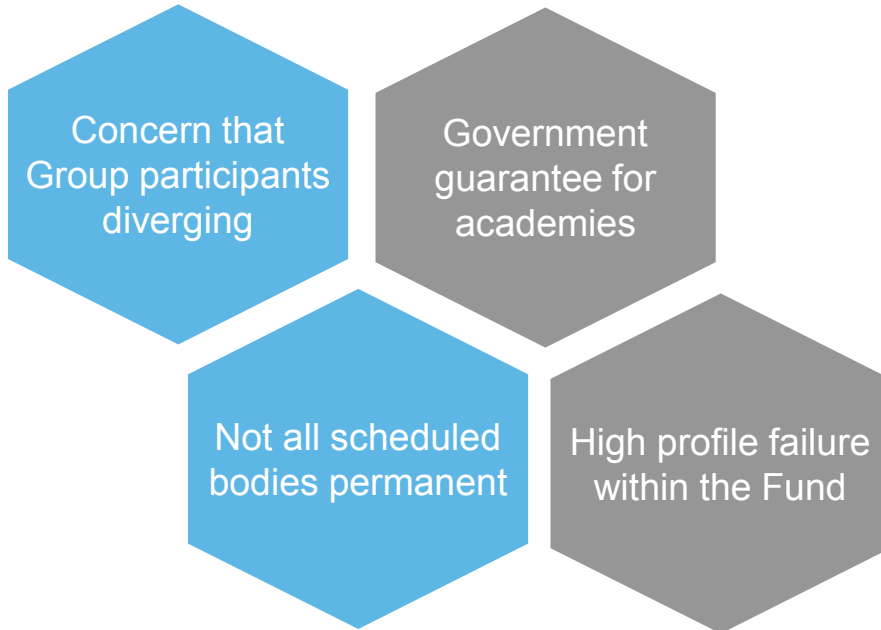 Concern that
Group participants
diverging
Government
guarantee for
academies
Not all scheduled
bodies permanent
High profile failure
within the Fund